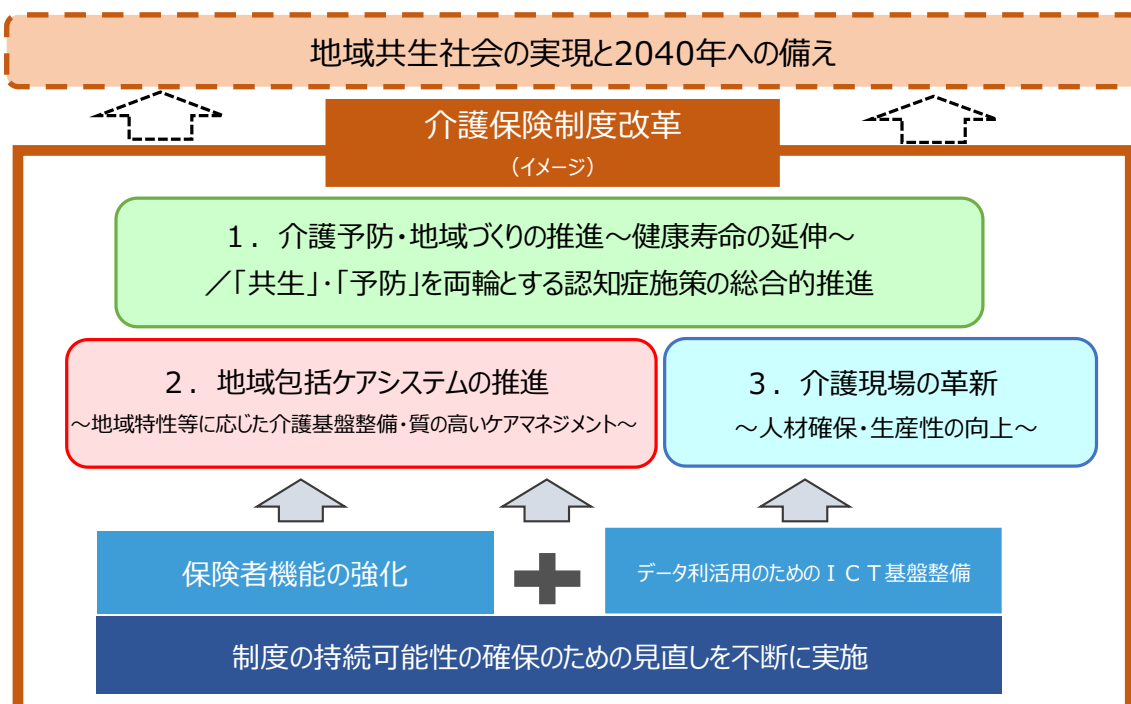 地域共生社会の実現と2040年への備え
介護保険制度改革
（イメージ）
１．介護予防・地域づくりの推進～健康寿命の延伸～
／「共生」・「予防」を両輪とする認知症施策の総合的推進
２．地域包括ケアシステムの推進
～地域特性等に応じた介護基盤整備・質の高いケアマネジメント～
３．介護現場の革新
～人材確保・生産性の向上～
保険者機能の強化
データ利活用のためのＩＣＴ基盤整備
制度の持続可能性の確保のための見直しを不断に実施